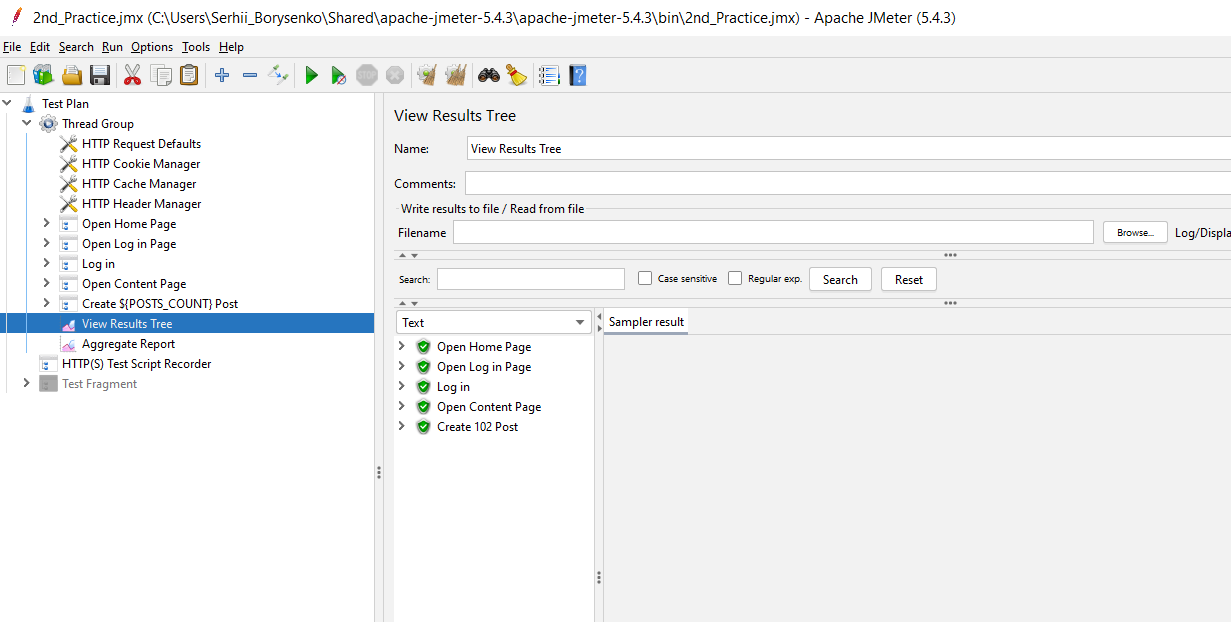 2nd_Practice.jmx (C:\Users\Serhii_Borysenko\Shared\apache-jmeter-5.4.3\apache-jmeter-5.4.3\bin\2nd_Practice.jmx) - Apache JMeter (5.4.3)
File Edit Search Run Options Tools Help
STOP
Test Plan
Thread Group
HTTP Request Defaults
HTTP Cookie Manager
HTTP Cache Manager
HTTP Header Manager
Open Home Page
Open Log in Page
Log in
Open Content Page
Create ${POSTS_COUNT} Post
View Results Tree
Aggregate Report
HTTP(S) Test Script Recorder
Test Fragment
View Results Tree
Name: View Results Tree
Comments:
Write results to file / Read from file
Filename Browse... Log/Displa
Search: Case sensitive Regular exp. Search Reset
Text
Sampler result
Open Home Page
Open Log in Page
Log in
Open Content Page
Create 102 Post